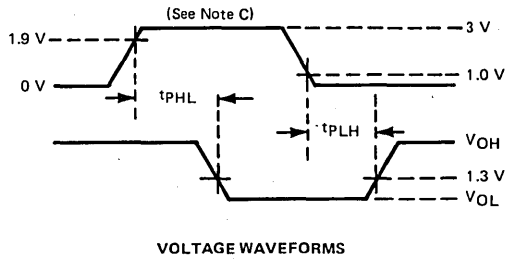 (See Note C)
1.9 V
3 V
0 V
1.0 V
tPHL
tPLH
VOH
1.3 V
VOL
VOLTAGE WAVEFORMS